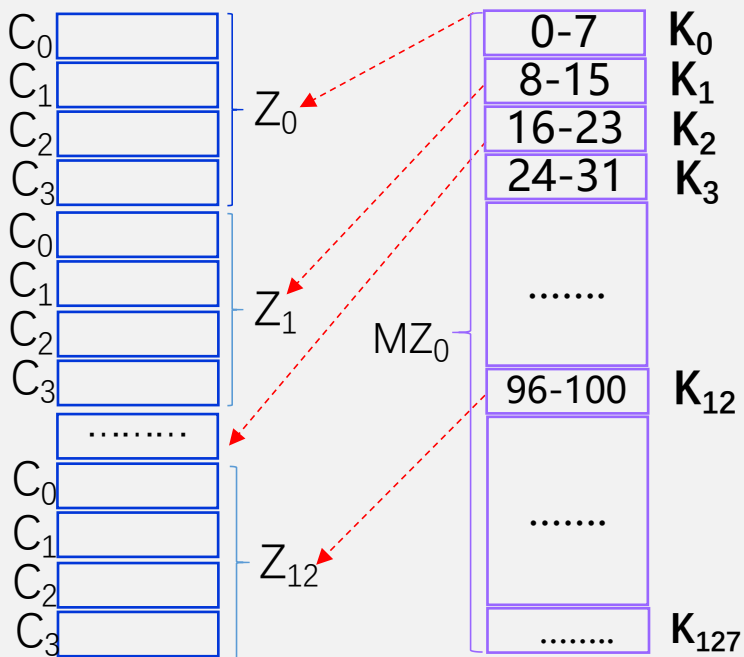 C₀
C₁
C₂
C₃
Z₀
C₀
C₁
C₂
C₃
Z₁
………
C₀
C₁
C₂
C₃
Z₁₂
MZ₀
0-7 K₀
8-15 K₁
16-23 K₂
24-31 K₃
.......
96-100 K₁₂
.......
........ K₁₂₇